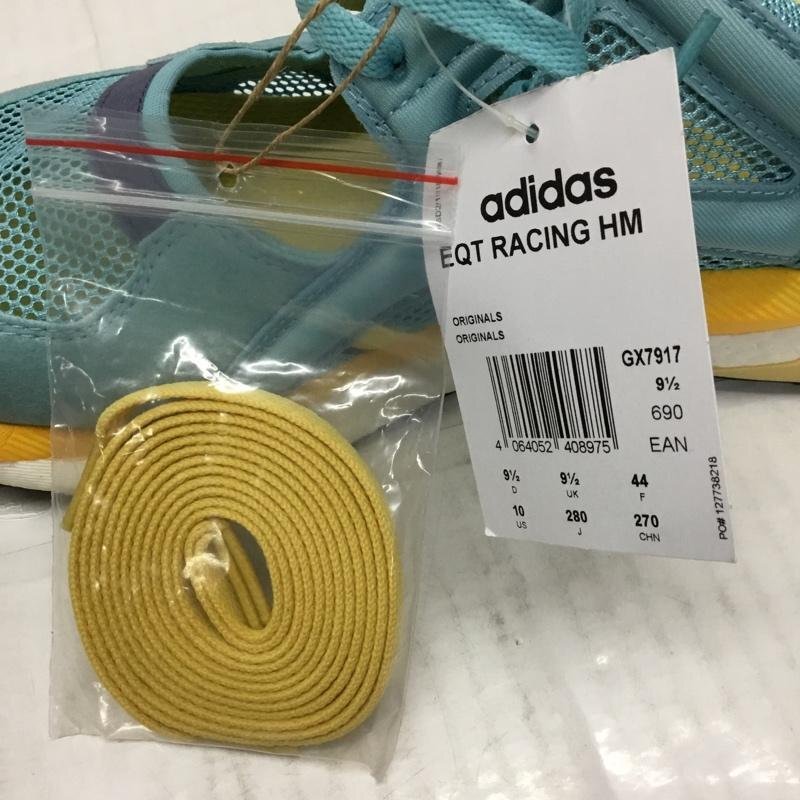 adidas
EQT RACING HM
ORIGINALS
ORIGINALS
GX7917
9½
690
EAN
4 064052 408975
9½ 9½ 44
D UK F
10 280 270
US J CHN
PO# 127738218